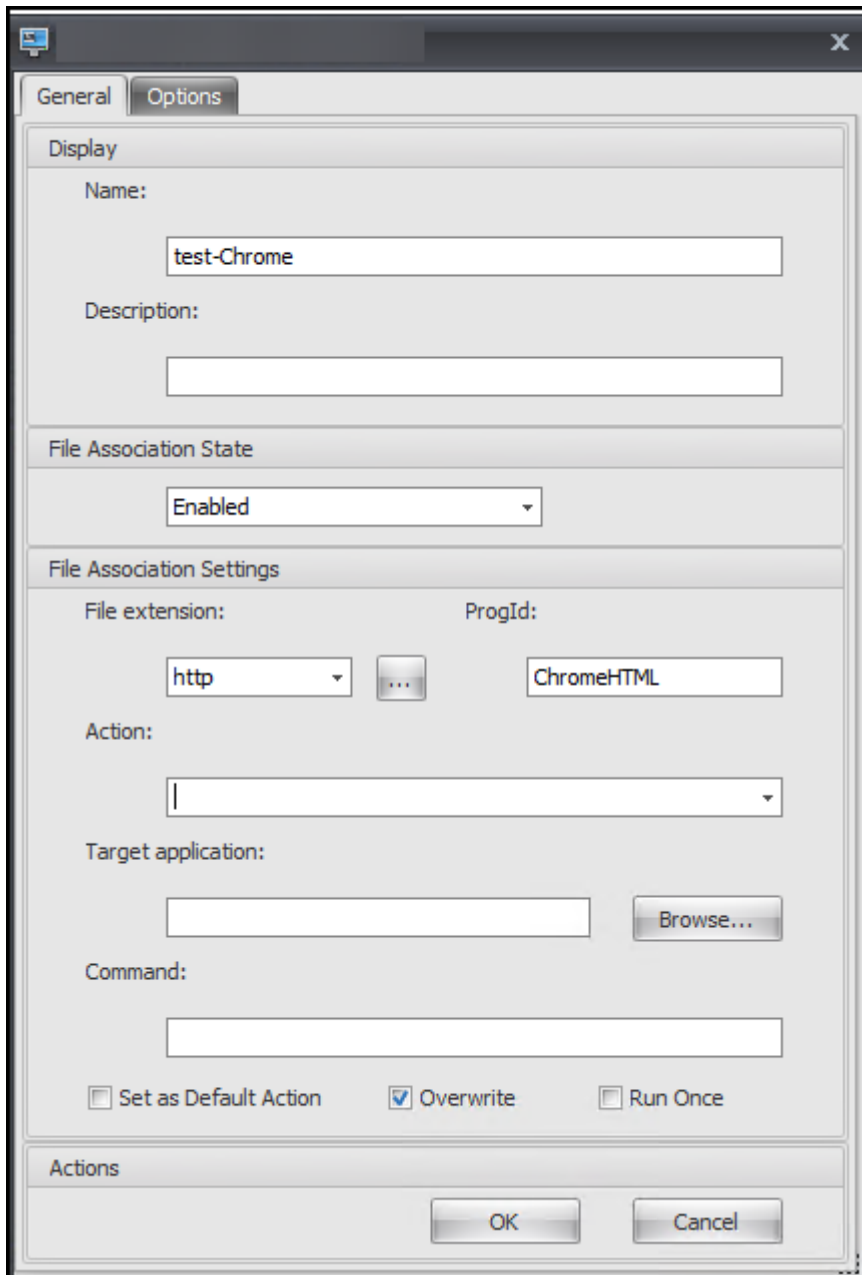 x
General Options
Display
Name:
test-Chrome
Description:
File Association State
Enabled
File Association Settings
File extension: ProgId:
http ... ChromeHTML
Action:
Target application:
Browse...
Command:
Set as Default Action Overwrite Run Once
Actions
OK Cancel